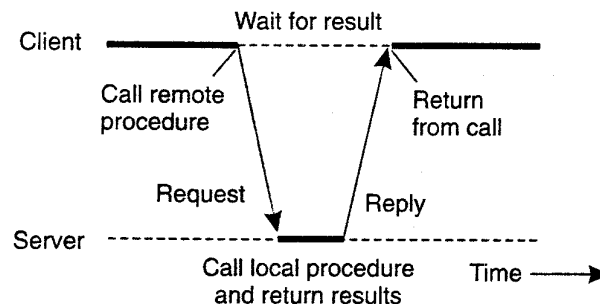 Wait for result
Client
Call remote
procedure
Return
from call
Request
Reply
Server
Call local procedure
and return results
Time